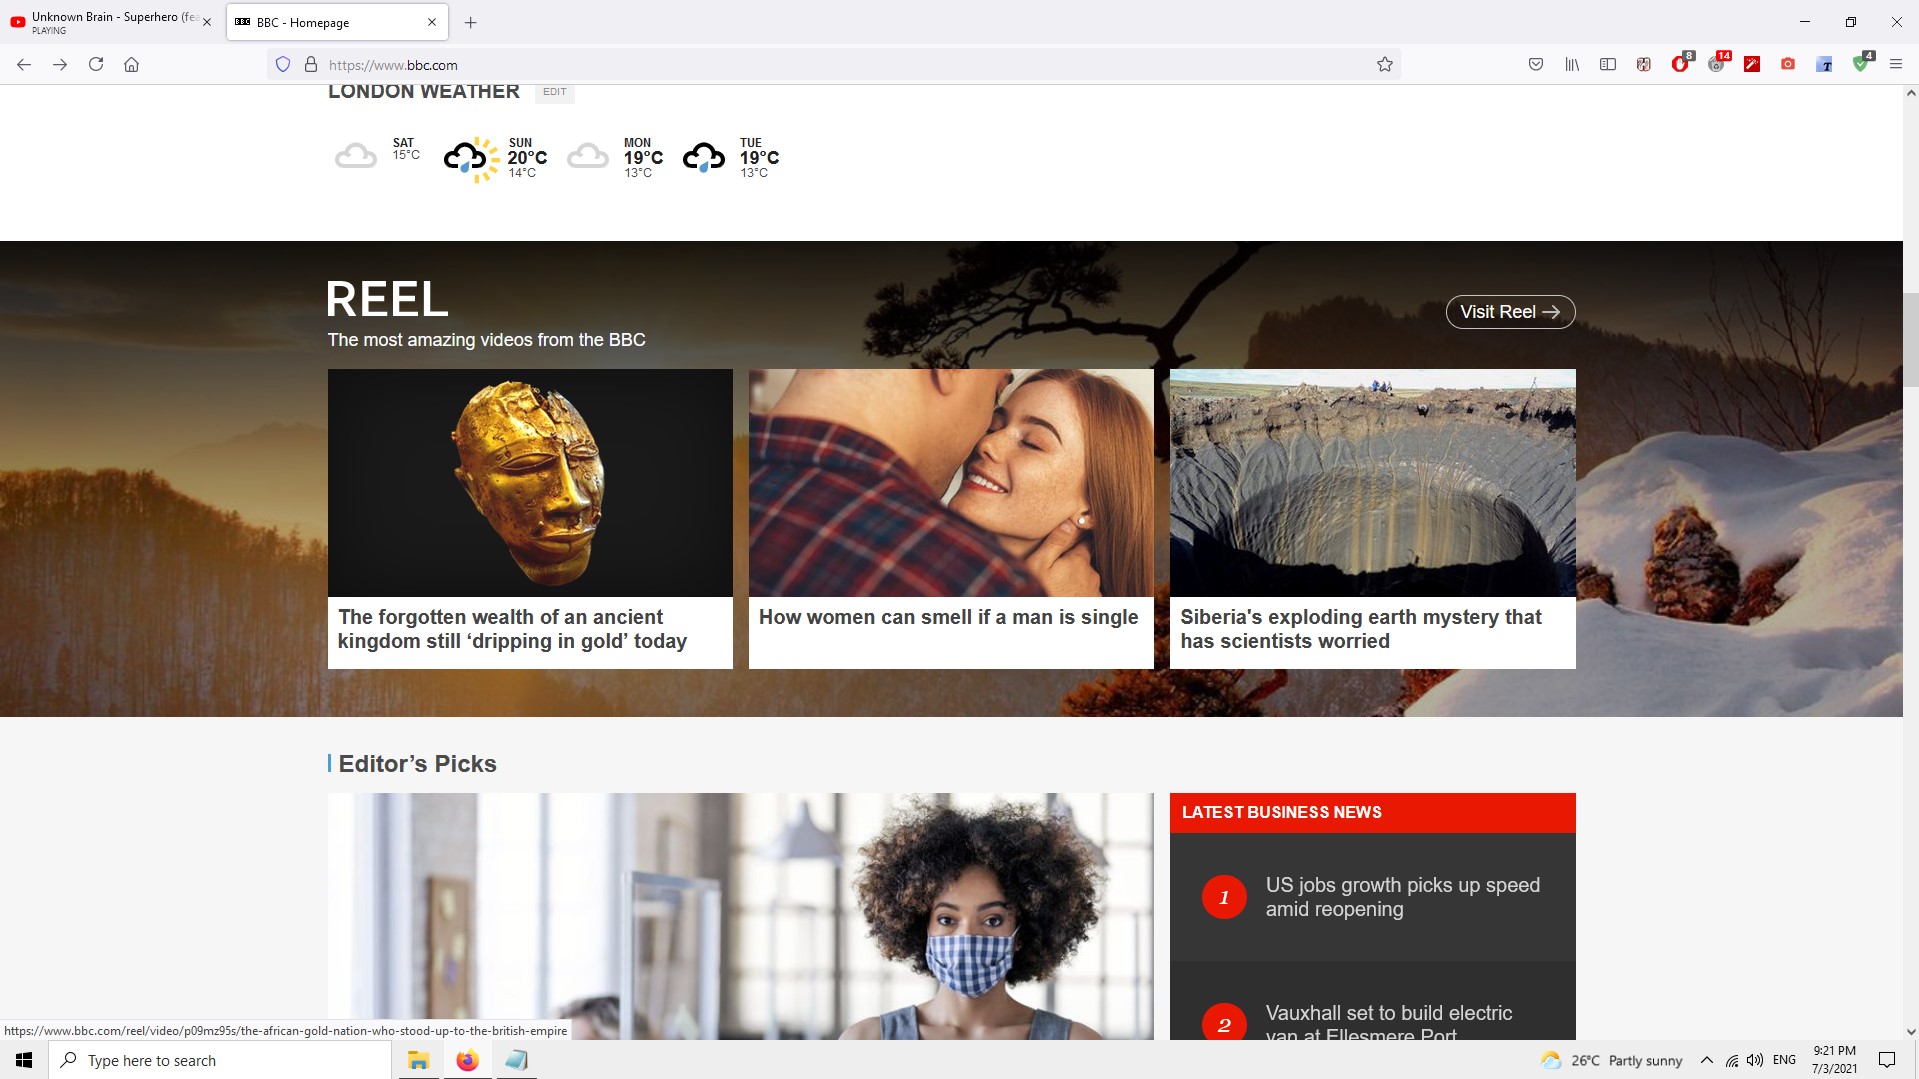 Unknown Brain - Superhero (fea
PLAYING
BBC BBC - Homepage
https://www.bbc.com
8
14
T
4
LONDON WEATHER EDIT
SAT
15°C
SUN
20°C
14°C
MON
19°C
13°C
TUE
19°C
13°C
REEL
The most amazing videos from the BBC
Visit Reel
The forgotten wealth of an ancient
kingdom still ‘dripping in gold’ today
How women can smell if a man is single
Siberia's exploding earth mystery that
has scientists worried
Editor’s Picks
LATEST BUSINESS NEWS
1
US jobs growth picks up speed
amid reopening
2
Vauxhall set to build electric
van at Ellesmere Port
https://www.bbc.com/reel/video/p09mz95s/the-african-gold-nation-who-stood-up-to-the-british-empire
Type here to search
26°C Partly sunny
ENG
9:21 PM
7/3/2021